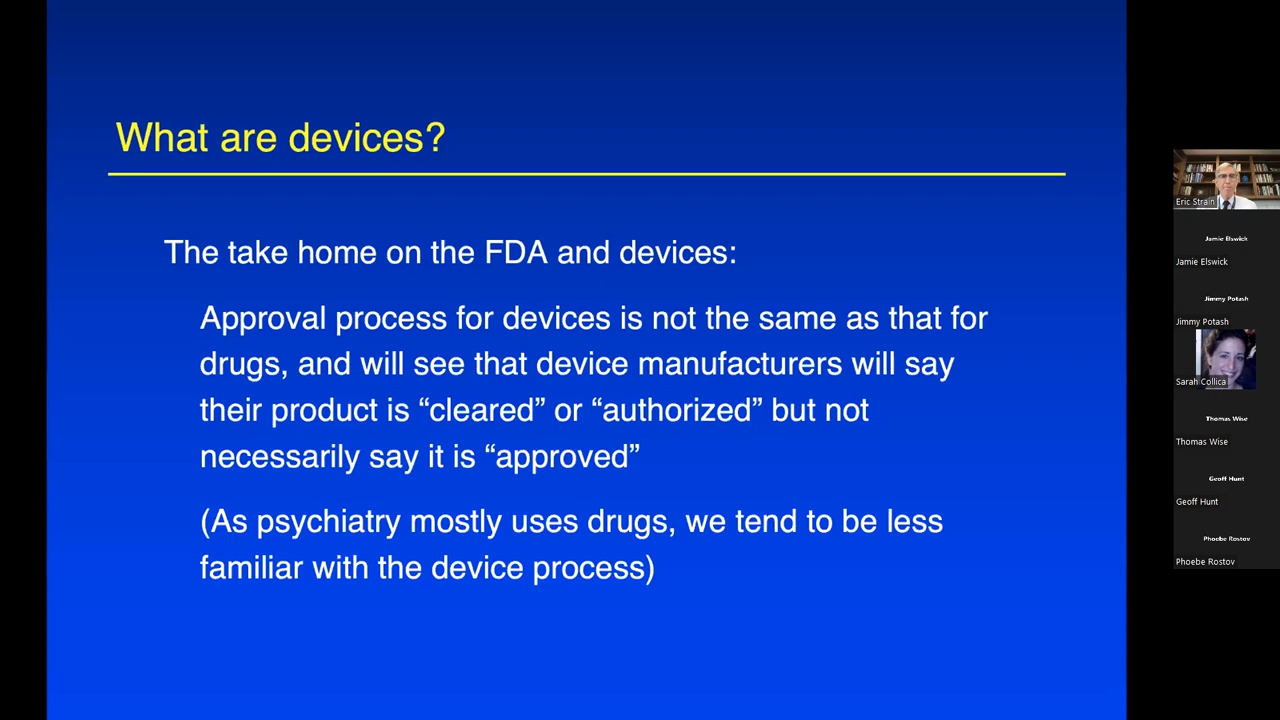 What are devices?
The take home on the FDA and devices:
Approval process for devices is not the same as that for
drugs, and will see that device manufacturers will say
their product is “cleared” or “authorized” but not
necessarily say it is “approved”
(As psychiatry mostly uses drugs, we tend to be less
familiar with the device process)
Eric Strain
Jamie Elswick
Jamie Elswick
Jimmy Potash
Jimmy Potash
Sarah Collica
Thomas Wise
Thomas Wise
Geoff Hunt
Geoff Hunt
Phoebe Rostov
Phoebe Rostov